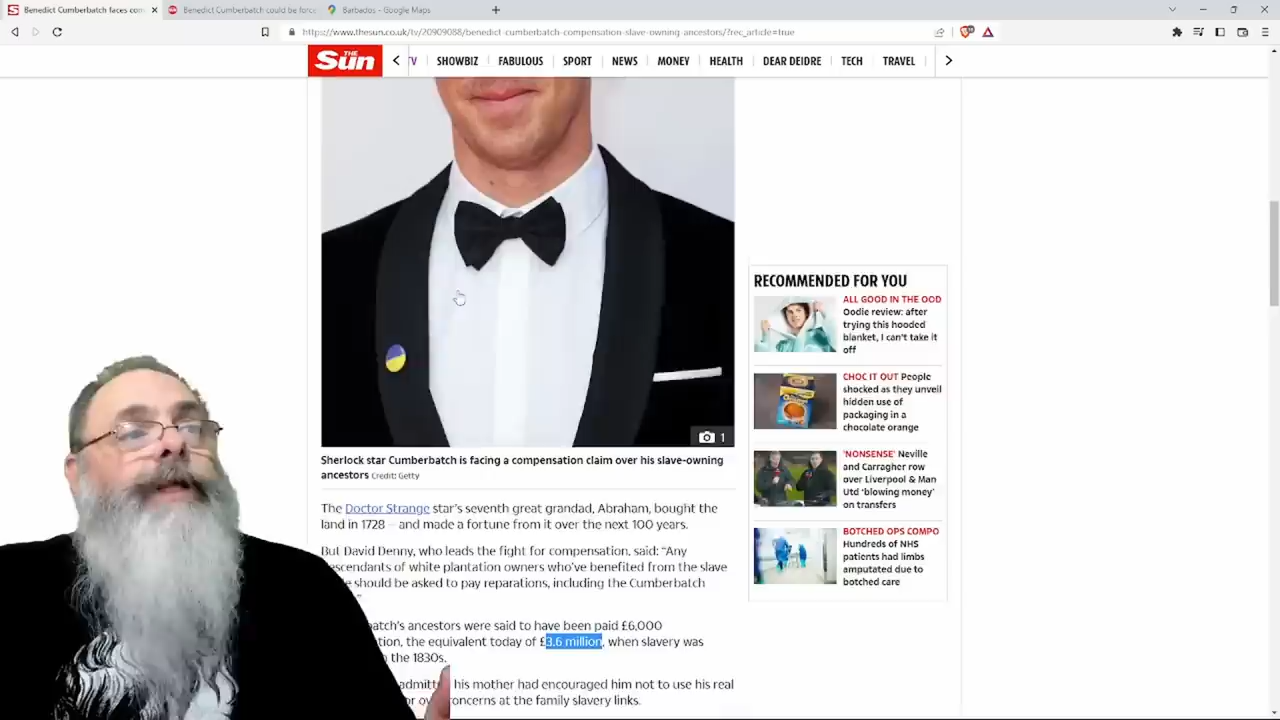 Benedict Cumberbatch faces com
Benedict Cumberbatch could be forc
Barbados - Google Maps
https://www.thesun.co.uk/tv/20909088/benedict-cumberbatch-compensation-slave-owning-ancestors/?rec_article=true
THE Sun
TV SHOWBIZ FABULOUS SPORT NEWS MONEY HEALTH DEAR DEIDRE TECH TRAVEL
1
Sherlock star Cumberbatch is facing a compensation claim over his slave-owning
ancestors Credit: Getty
The Doctor Strange star's seventh great grandad, Abraham, bought the
land in 1728 – and made a fortune from it over the next 100 years.
But David Denny, who leads the fight for compensation, said: "Any
descendants of white plantation owners who've benefited from the slave
should be asked to pay reparations, including the Cumberbatch
batch's ancestors were said to have been paid £6,000
tion, the equivalent today of £3.6 million, when slavery was
the 1830s.
his mother had encouraged him not to use his real
concerns at the family slavery links.
RECOMMENDED FOR YOU
ALL GOOD IN THE OOD
Oodie review: after
trying this hooded
blanket, I can't take it
off
CHOC IT OUT People
shocked as they unveil
hidden use of
packaging in a
chocolate orange
'NONSENSE' Neville
and Carragher row
over Liverpool & Man
Utd 'blowing money'
on transfers
BOTCHED OPS COMPO
Hundreds of NHS
patients had limbs
amputated due to
botched care